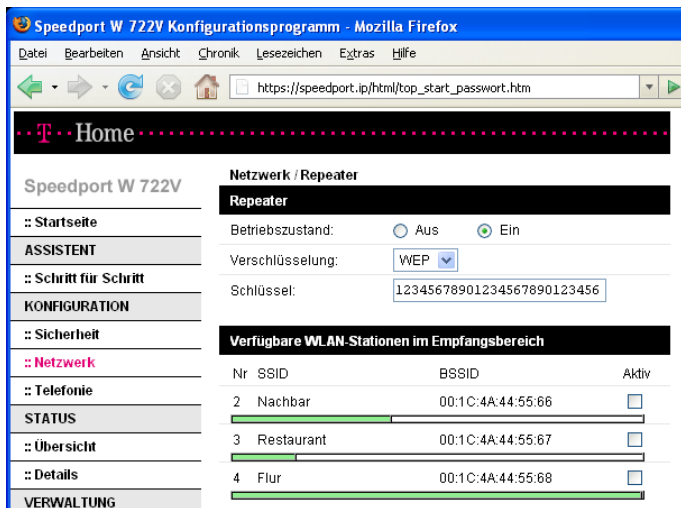 Speedport W 722V Konfigurationsprogramm - Mozilla Firefox
Datei Bearbeiten Ansicht Chronik Lesezeichen Extras Hilfe
https://speedport.ip/html/top_start_passwort.htm
T Home
Speedport W 722V
:: Startseite
ASSISTENT
:: Schritt für Schritt
KONFIGURATION
:: Sicherheit
:: Netzwerk
:: Telefonie
STATUS
:: Übersicht
:: Details
VERWALTUNG
Netzwerk / Repeater
Repeater
Betriebszustand: Aus Ein
Verschlüsselung: WEP
Schlüssel: 12345678901234567890123456
Verfügbare WLAN-Stationen im Empfangsbereich
Nr SSID BSSID Aktiv
2 Nachbar 00:1C:4A:44:55:66
3 Restaurant 00:1C:4A:44:55:67
4 Flur 00:1C:4A:44:55:68